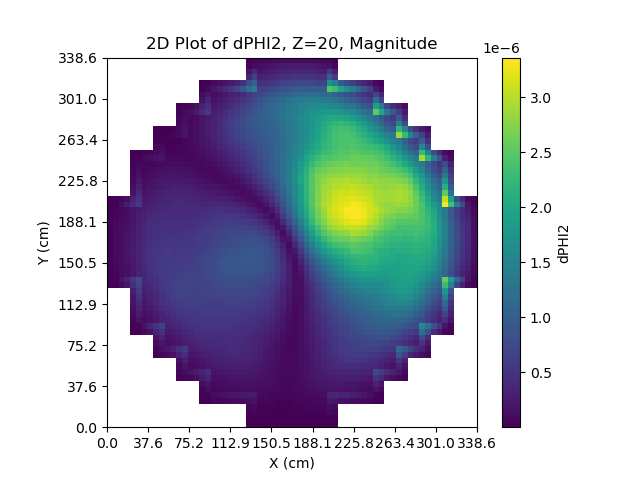 2D Plot of dPHI2, Z=20, Magnitude
1e−6
338.6
301.0
263.4
225.8
188.1
150.5
112.9
75.2
37.6
0.0
Y (cm)
0.0 37.6 75.2 112.9 150.5 188.1 225.8 263.4 301.0 338.6
X (cm)
3.0
2.5
2.0
1.5
1.0
0.5
dPHI2